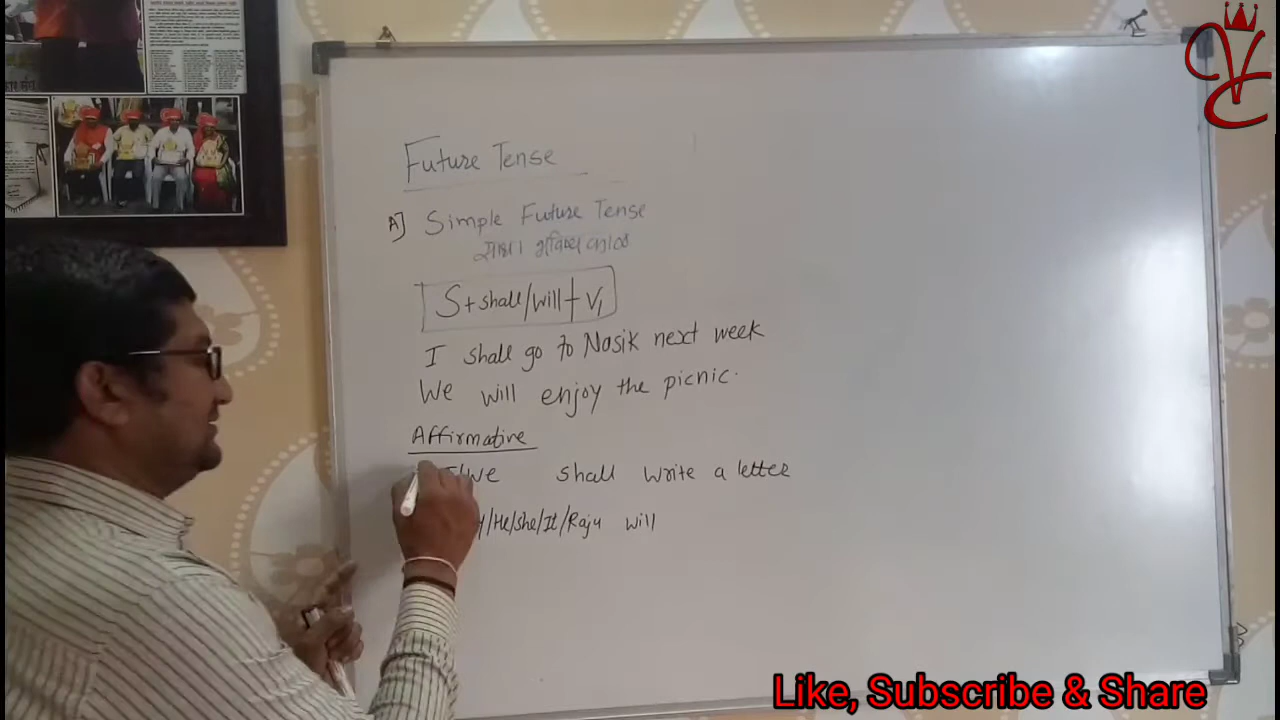 Future Tense
A] Simple Future Tense
साधा भविष्य काळ
S + shall/will + V1
I shall go to Nasik next week
We will enjoy the picnic.
Affirmative
I/We shall write a letter
/He/She/It/Raju will
Like, Subscribe & Share
VC